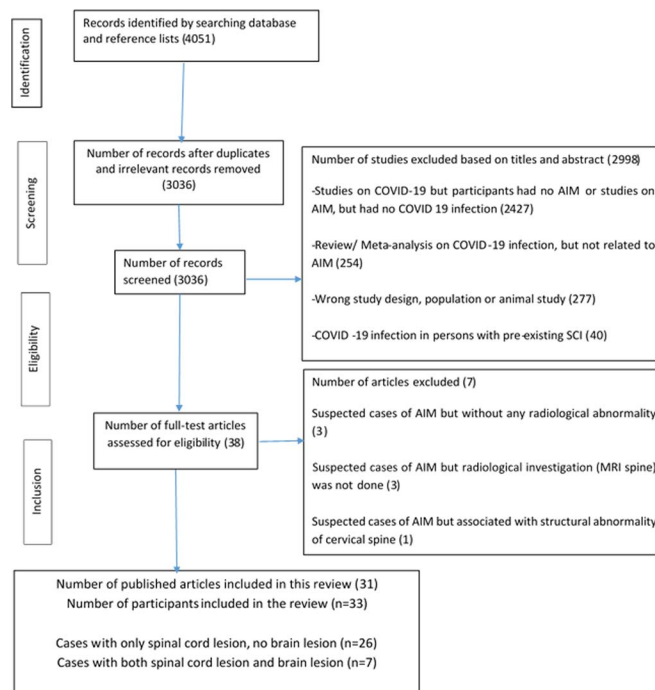 Identification
Records identified by searching database
and reference lists (4051)
Screening
Number of records after duplicates
and irrelevant records removed
(3036)
Number of records
screened (3036)
Number of studies excluded based on titles and abstract (2998)
-Studies on COVID-19 but participants had no AIM or studies on
AIM, but had no COVID 19 infection (2427)
-Review/ Meta-analysis on COVID-19 infection, but not related to
AIM (254)
-Wrong study design, population or animal study (277)
-COVID -19 infection in persons with pre-existing SCI (40)
Eligibility
Number of full-test articles
assessed for eligibility (38)
Number of articles excluded (7)
Suspected cases of AIM but without any radiological abnormality
(3)
Suspected cases of AIM but radiological investigation (MRI spine)
was not done (3)
Suspected cases of AIM but associated with structural abnormality
of cervical spine (1)
Inclusion
Number of published articles included in this review (31)
Number of participants included in the review (n=33)
Cases with only spinal cord lesion, no brain lesion (n=26)
Cases with both spinal cord lesion and brain lesion (n=7)